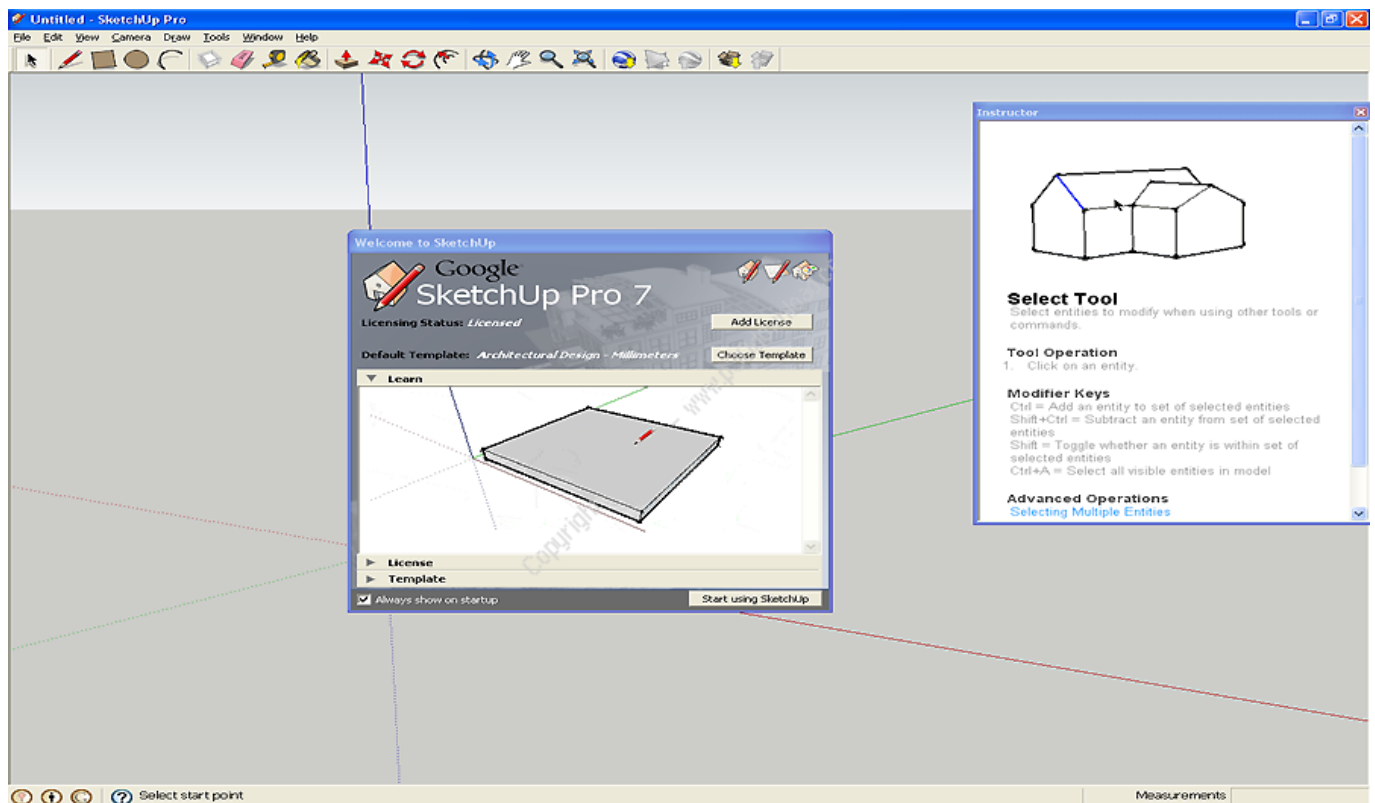 Untitled - SketchUp Pro
File Edit View Camera Draw Tools Window Help
Instructor
Welcome to SketchUp
Google
SketchUp Pro 7
Licensing Status: Licensed
Add License
Default Template: Architectural Design - Millimeters
Choose Template
Learn
Copyright
License
Template
Always show on startup
Start using SketchUp
Select Tool
Select entities to modify when using other tools or
commands.
Tool Operation
1. Click on an entity.
Modifier Keys
Ctrl = Add an entity to set of selected entities
Shift+Ctrl = Subtract an entity from set of selected
entities
Shift = Toggle whether an entity is within set of
selected entities
Ctrl+A = Select all visible entities in model
Advanced Operations
Selecting Multiple Entities
Select start point
Measurements